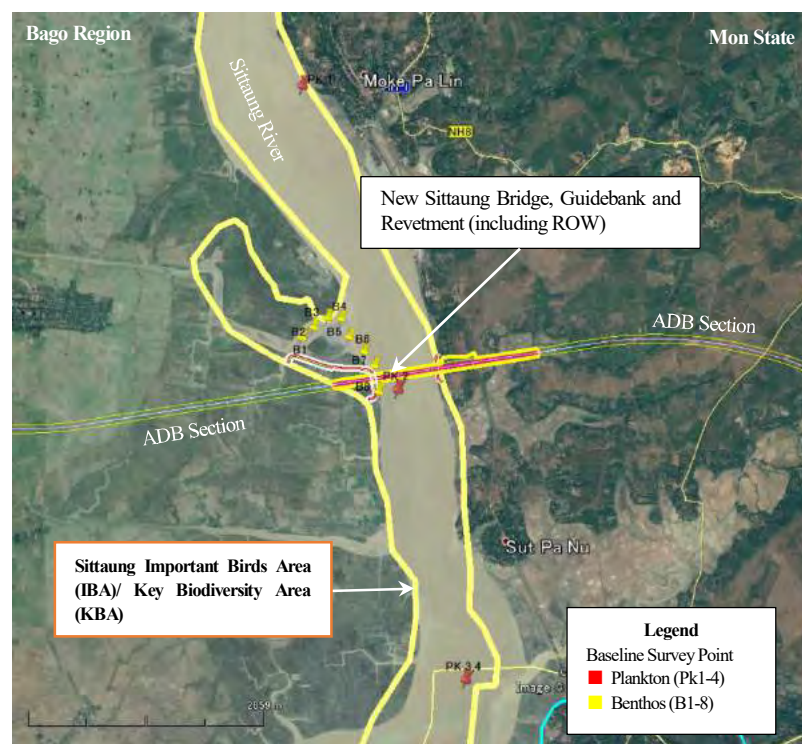 Bago Region
Mon State
Sittaung River
PK 1
Moke Pa Lin
NH8
New Sittaung Bridge, Guidebank and
Revetment (including ROW)
B3
B4
B2
B5
B6
B1
B7
ADB Section
PK 2
B8
ADB Section
Sut Pa Nu
Sittaung Important Birds Area
(IBA)/ Key Biodiversity Area
(KBA)
PK 3,4
Image
Legend
Baseline Survey Point
Plankton (Pk1-4)
Benthos (B1-8)
2659 m